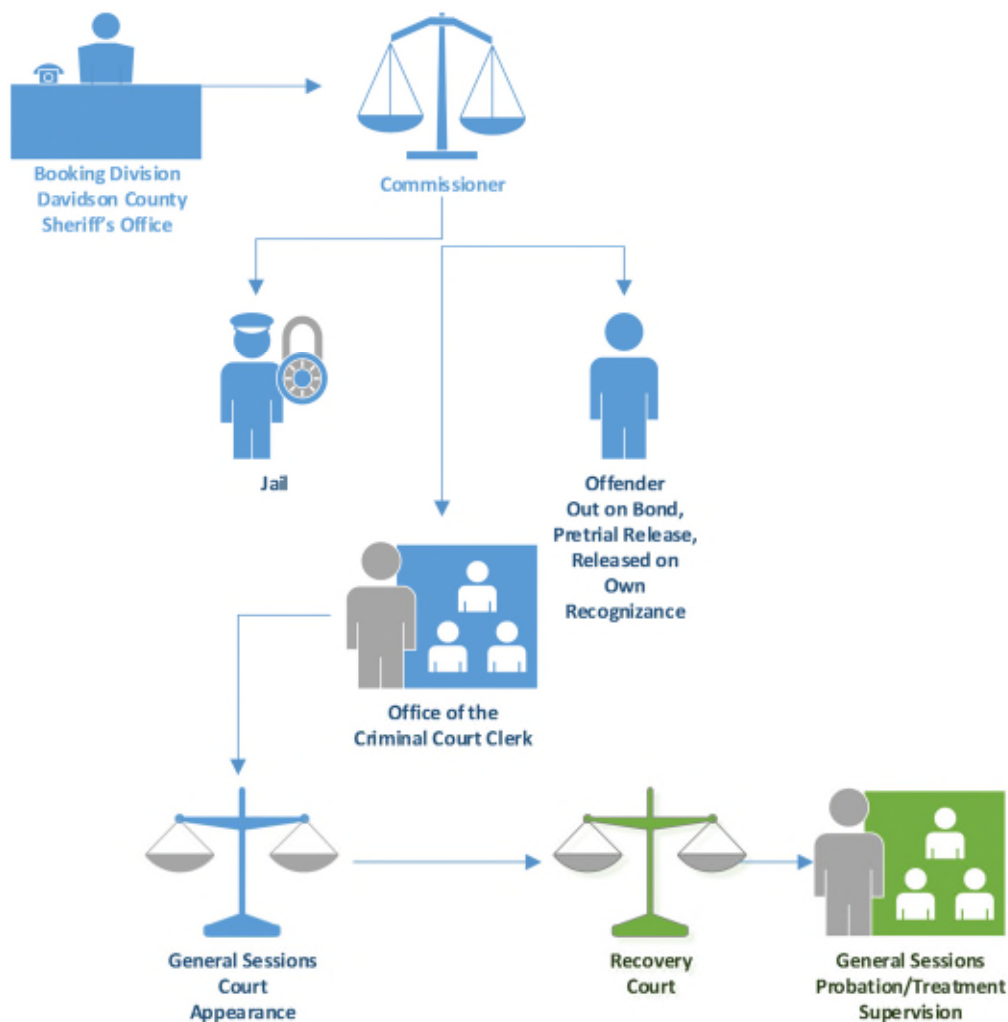 Booking Division
Davidson County
Sheriff's Office
Commissioner
Jail
Offender
Out on Bond,
Pretrial Release,
Released on
Own
Recognizance
Office of the
Criminal Court Clerk
General Sessions
Court
Appearance
Recovery
Court
General Sessions
Probation/Treatment
Supervision